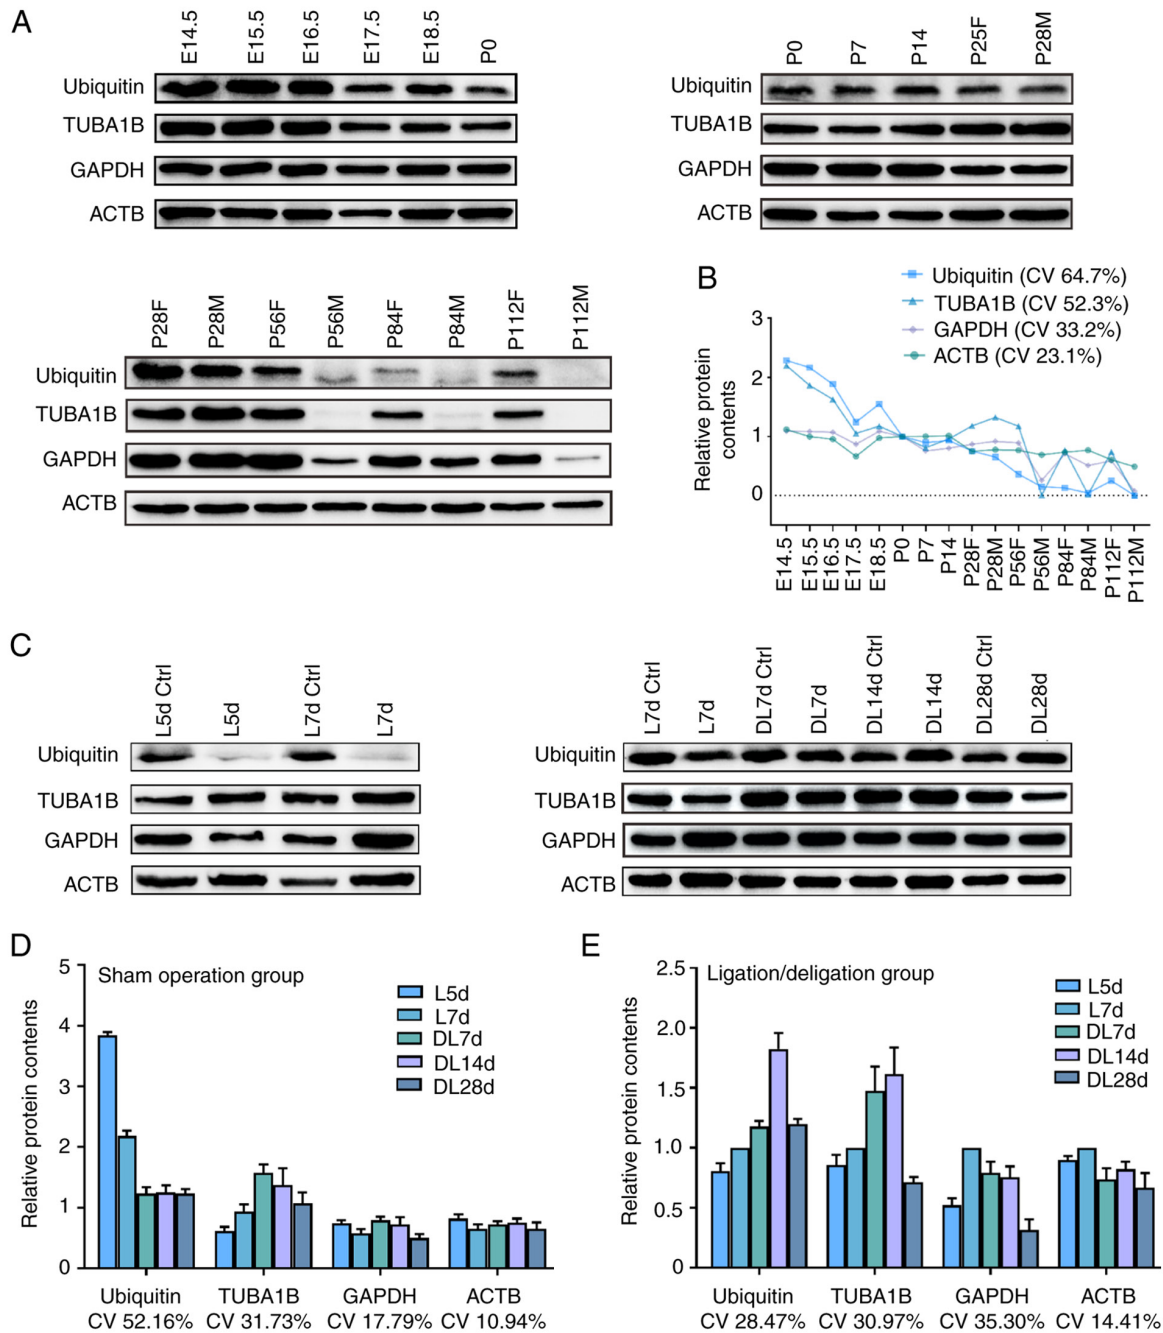 A
E14.5 E15.5 E16.5 E17.5 E18.5 P0
Ubiquitin
TUBA1B
GAPDH
ACTB
P0 P7 P14 P25F P28M
Ubiquitin
TUBA1B
GAPDH
ACTB
P28F P28M P56F P56M P84F P84M P112F P112M
Ubiquitin
TUBA1B
GAPDH
ACTB
B
Ubiquitin (CV 64.7%)
TUBA1B (CV 52.3%)
GAPDH (CV 33.2%)
ACTB (CV 23.1%)
Relative protein
contents
3
2
1
0
E14.5 E15.5 E16.5 E17.5 E18.5 P0 P7 P14 P28F P28M P56F P56M P84F P84M P112F P112M
C
L5d Ctrl L5d L7d Ctrl L7d
Ubiquitin
TUBA1B
GAPDH
ACTB
L7d Ctrl L7d DL7d Ctrl DL7d DL14d Ctrl DL14d DL28d Ctrl DL28d
Ubiquitin
TUBA1B
GAPDH
ACTB
D
Sham operation group
L5d
L7d
DL7d
DL14d
DL28d
Relative protein contents
5
4
3
2
1
0
Ubiquitin TUBA1B GAPDH ACTB
CV 52.16% CV 31.73% CV 17.79% CV 10.94%
E
Ligation/deligation group
L5d
L7d
DL7d
DL14d
DL28d
Relative protein contents
2.5
2.0
1.5
1.0
0.5
0
Ubiquitin TUBA1B GAPDH ACTB
CV 28.47% CV 30.97% CV 35.30% CV 14.41%